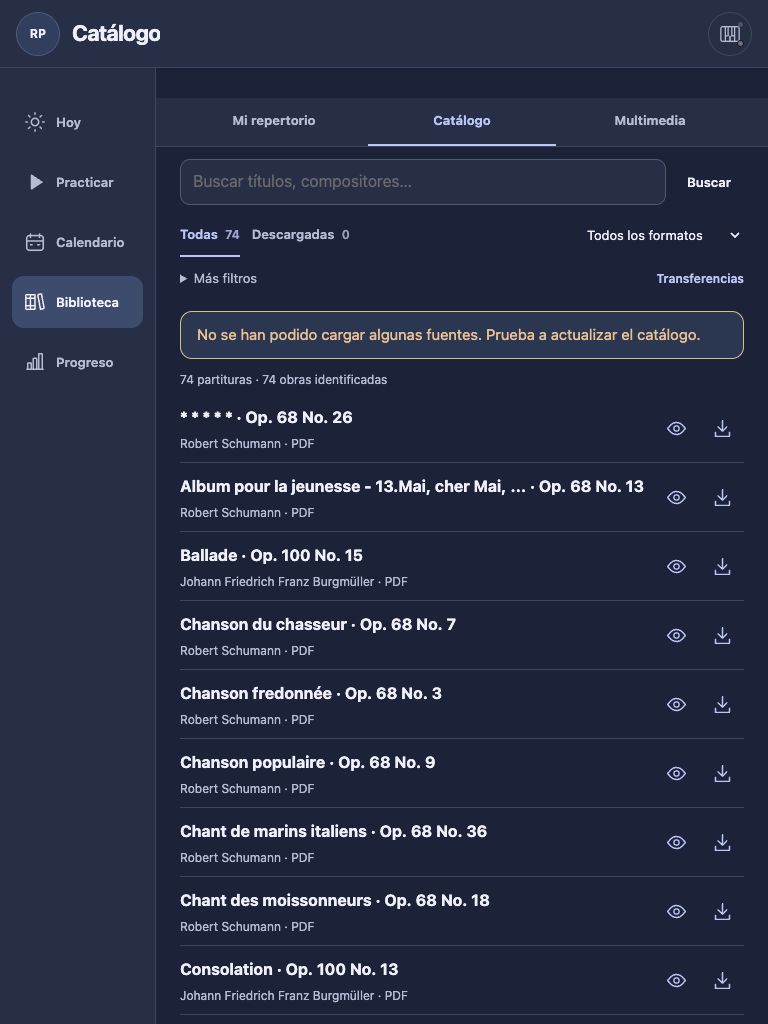 RP
Catálogo
Hoy
Practicar
Calendario
Biblioteca
Progreso
Mi repertorio
Catálogo
Multimedia
Buscar títulos, compositores...
Buscar
Todas 74
Descargadas 0
Todos los formatos
Más filtros
Transferencias
No se han podido cargar algunas fuentes. Prueba a actualizar el catálogo.
74 partituras · 74 obras identificadas
* * * * * · Op. 68 No. 26
Robert Schumann · PDF
Album pour la jeunesse - 13.Mai, cher Mai, ... · Op. 68 No. 13
Robert Schumann · PDF
Ballade · Op. 100 No. 15
Johann Friedrich Franz Burgmüller · PDF
Chanson du chasseur · Op. 68 No. 7
Robert Schumann · PDF
Chanson fredonnée · Op. 68 No. 3
Robert Schumann · PDF
Chanson populaire · Op. 68 No. 9
Robert Schumann · PDF
Chant de marins italiens · Op. 68 No. 36
Robert Schumann · PDF
Chant des moissonneurs · Op. 68 No. 18
Robert Schumann · PDF
Consolation · Op. 100 No. 13
Johann Friedrich Franz Burgmüller · PDF